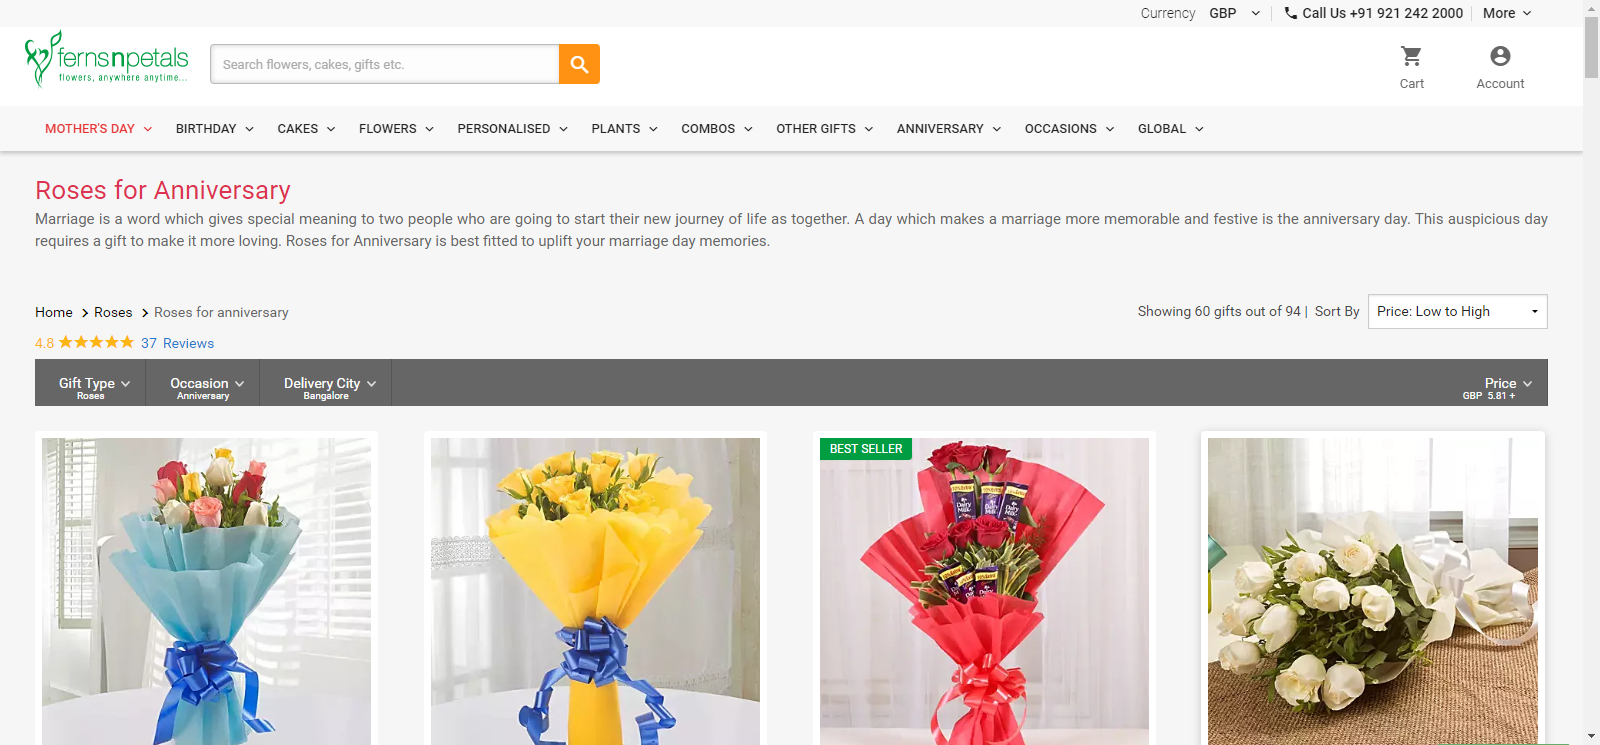 Currency GBP Call Us +91 921 242 2000 More
fernsnpetals
flowers, anywhere anytime...
Search flowers, cakes, gifts etc.
Cart
Account
MOTHER'S DAY BIRTHDAY CAKES FLOWERS PERSONALISED PLANTS COMBOS OTHER GIFTS ANNIVERSARY OCCASIONS GLOBAL
Roses for Anniversary
Marriage is a word which gives special meaning to two people who are going to start their new journey of life as together. A day which makes a marriage more memorable and festive is the anniversary day. This auspicious day
requires a gift to make it more loving. Roses for Anniversary is best fitted to uplift your marriage day memories.
Home Roses Roses for anniversary
Showing 60 gifts out of 94 | Sort By Price: Low to High
4.8 37 Reviews
Gift Type
Roses
Occasion
Anniversary
Delivery City
Bangalore
Price
GBP 5.81 +
BEST SELLER
Dairy
Milk
Dairy
Milk